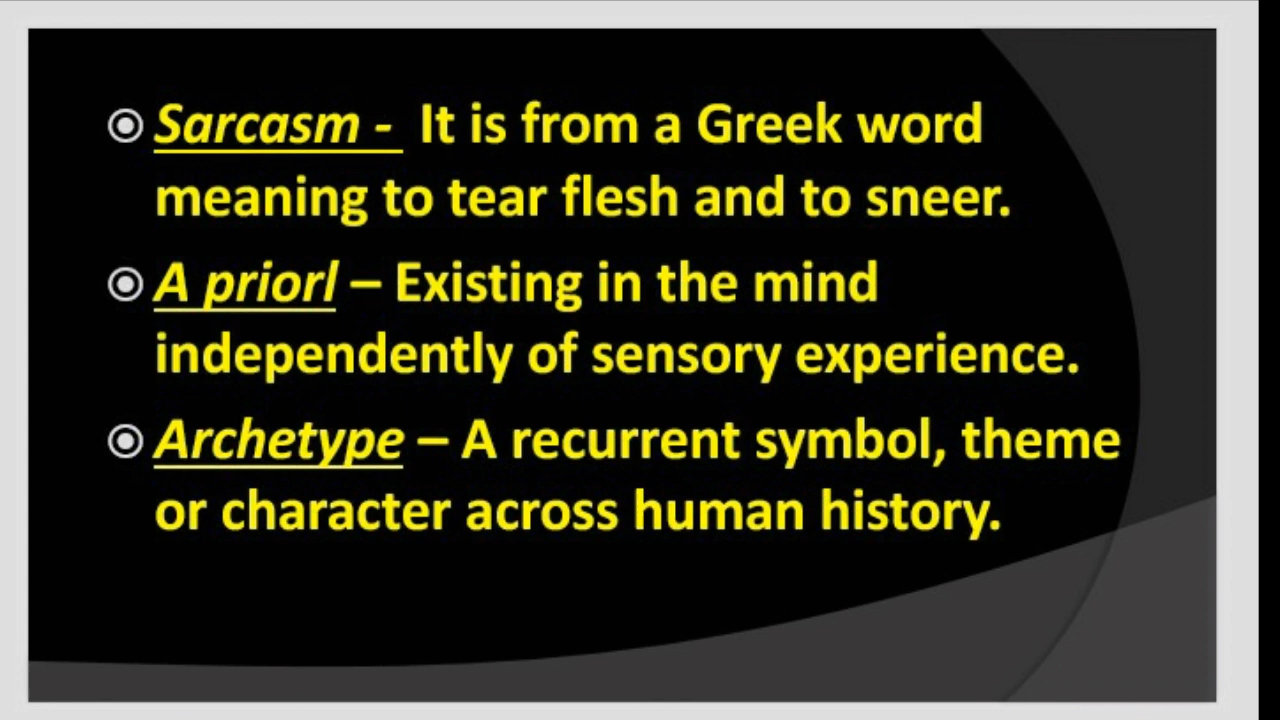 Sarcasm - It is from a Greek word
meaning to tear flesh and to sneer.
A priorl – Existing in the mind
independently of sensory experience.
Archetype – A recurrent symbol, theme
or character across human history.